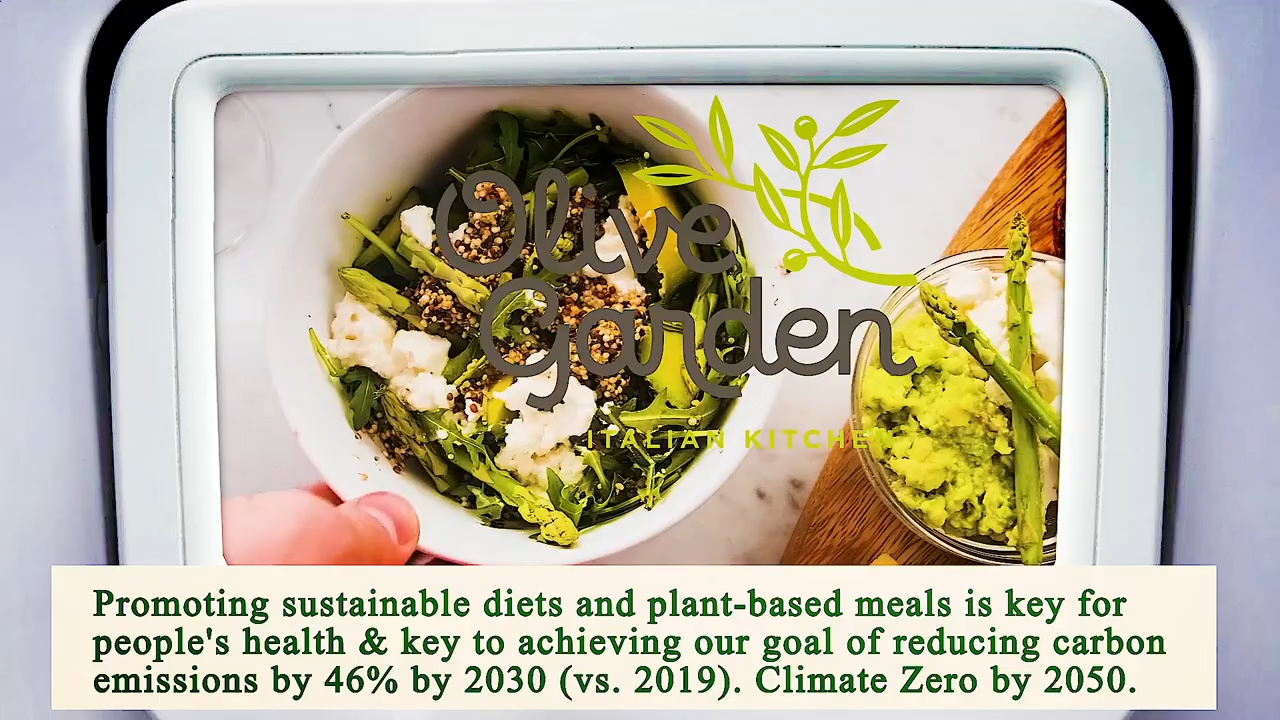 Olive
Garden
ITALIAN KITCHEN
Promoting sustainable diets and plant-based meals is key for
people's health & key to achieving our goal of reducing carbon
emissions by 46% by 2030 (vs. 2019). Climate Zero by 2050.